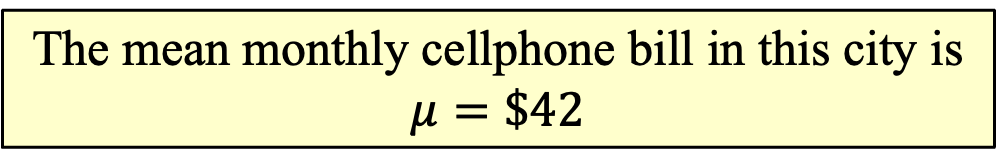 The mean monthly cellphone bill in this city is
𝜇 = $42